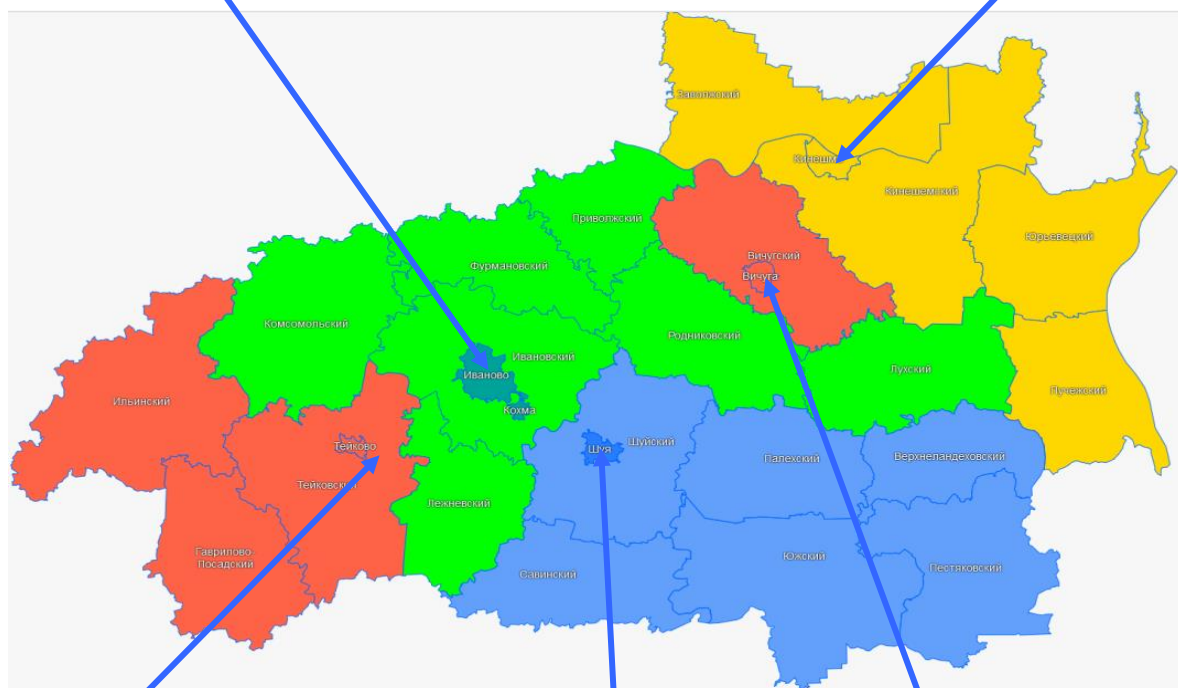 Заволжский
Кинешма
Кинешемский
Приволжский
Юрьевецкий
Вичугский
Вичуга
Фурмановский
Комсомольский
Родниковский
Ивановский
Лухский
Иваново
Пучежский
Ильинский
Кохма
Тейково
Шуйский
Шуя
Палехский
Верхнеландеховский
Тейковский
Лежневский
Гаврилово-
Посадский
Южский
Пестяковский
Савинский